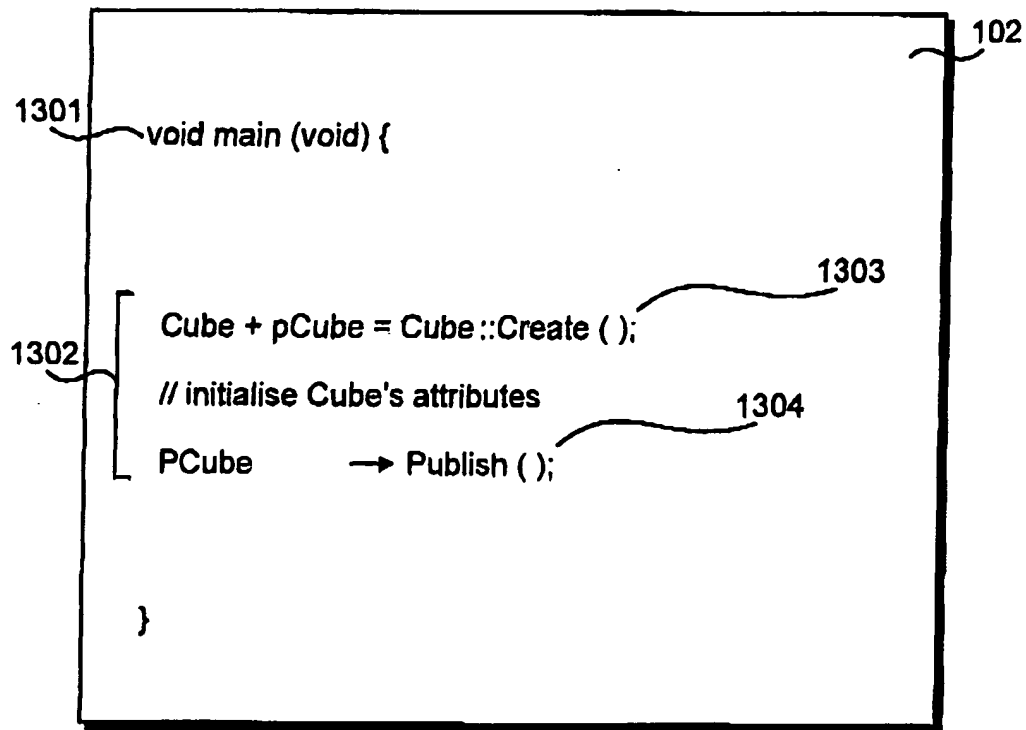 102
1301
void main (void) {
1303
Cube + pCube = Cube::Create ( );
1302
// initialise Cube's attributes
1304
PCube → Publish ( );
}